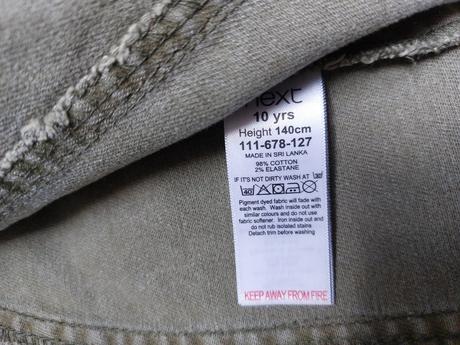 next
10 yrs
Height 140cm
111-678-127
MADE IN SRI LANKA
98% COTTON
2% ELASTANE
IF IT'S NOT DIRTY WASH AT 30
40
Pigment dyed fabric will fade with
each wash. Wash inside out with
similar colours and do not use
fabric softener. Iron inside out and
do not rub isolated stains
Detach trim before washing
KEEP AWAY FROM FIRE